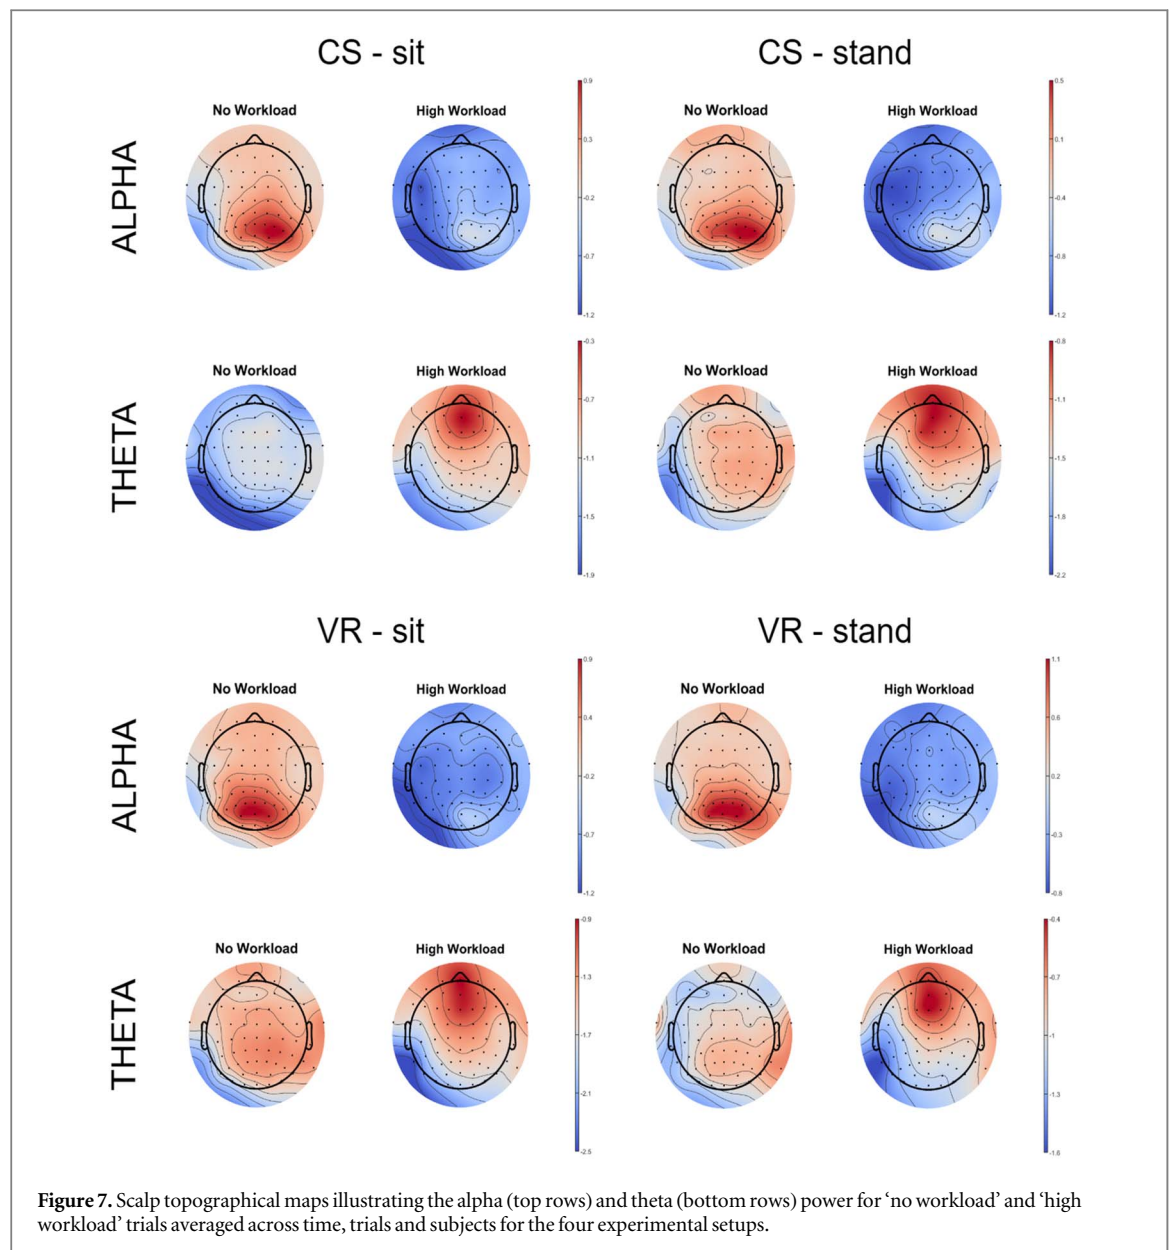 CS - sit
CS - stand
ALPHA
No Workload
High Workload
0.9
0.3
-0.2
-0.7
-1.2
No Workload
High Workload
0.5
0.1
-0.4
-0.8
-1.2
THETA
No Workload
High Workload
-0.3
-0.7
-1.1
-1.5
-1.9
No Workload
High Workload
-0.8
-1.1
-1.5
-1.8
-2.2
VR - sit
VR - stand
ALPHA
No Workload
High Workload
0.9
0.4
-0.2
-0.7
-1.2
No Workload
High Workload
1.1
0.6
0.2
-0.3
-0.8
THETA
No Workload
High Workload
-0.9
-1.3
-1.7
-2.1
-2.5
No Workload
High Workload
-0.4
-0.7
-1
-1.3
-1.6
Figure 7. Scalp topographical maps illustrating the alpha (top rows) and theta (bottom rows) power for ‘no workload’ and ‘high
workload’ trials averaged across time, trials and subjects for the four experimental setups.